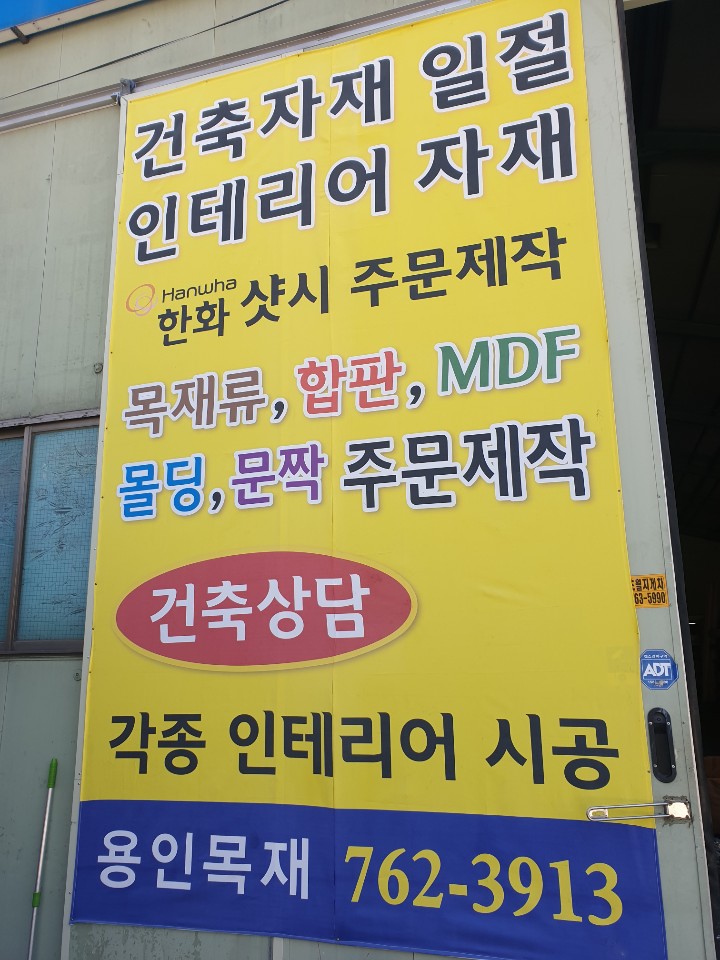 건축자재 일절
인테리어 자재
Hanwha
한화 샷시 주문제작
목재류, 합판, MDF
몰딩, 문짝 주문제작
건축상담
각종 인테리어 시공
용인목재 762-3913
63-5990
ADT